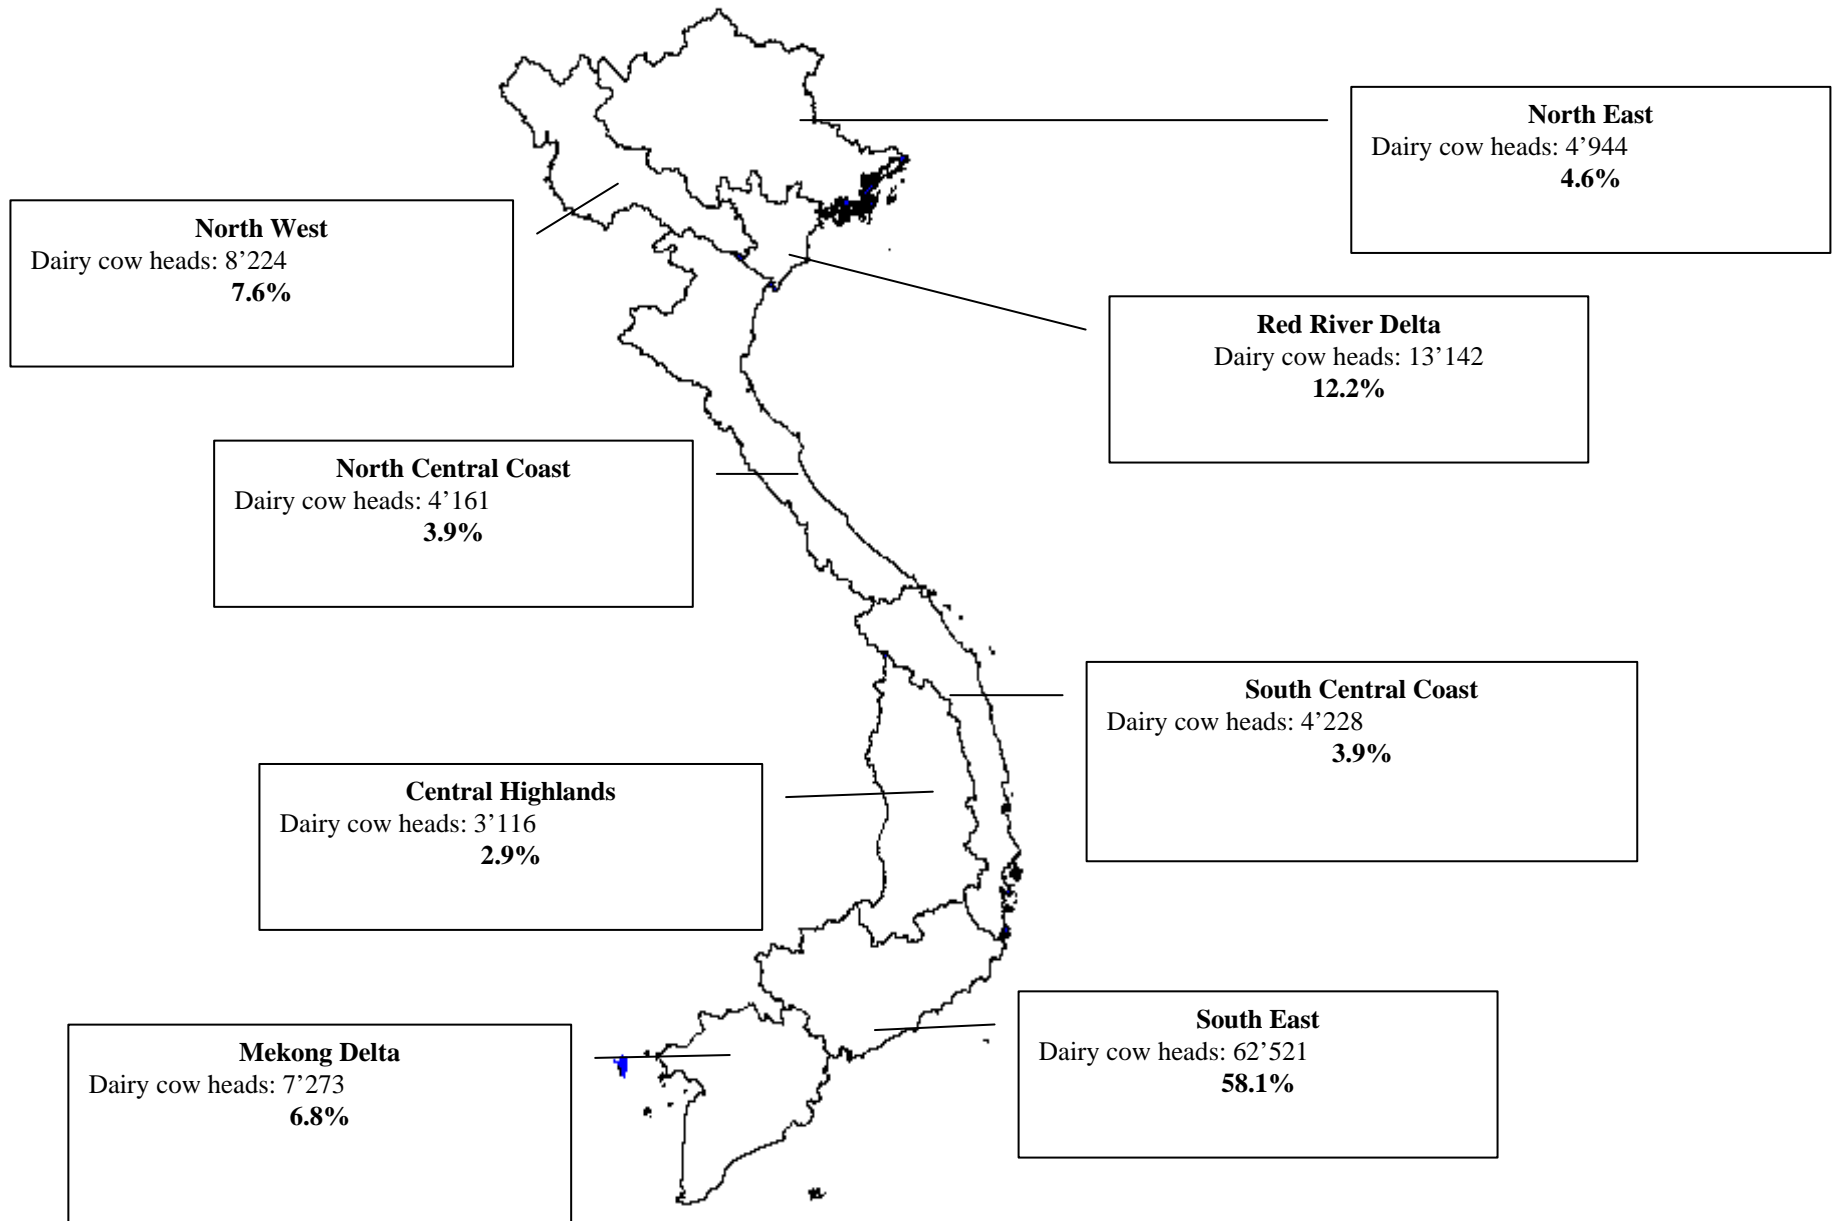 North East
Dairy cow heads: 4’944
4.6%
North West
Dairy cow heads: 8’224
7.6%
Red River Delta
Dairy cow heads: 13’142
12.2%
North Central Coast
Dairy cow heads: 4’161
3.9%
South Central Coast
Dairy cow heads: 4’228
3.9%
Central Highlands
Dairy cow heads: 3’116
2.9%
South East
Dairy cow heads: 62’521
58.1%
Mekong Delta
Dairy cow heads: 7’273
6.8%